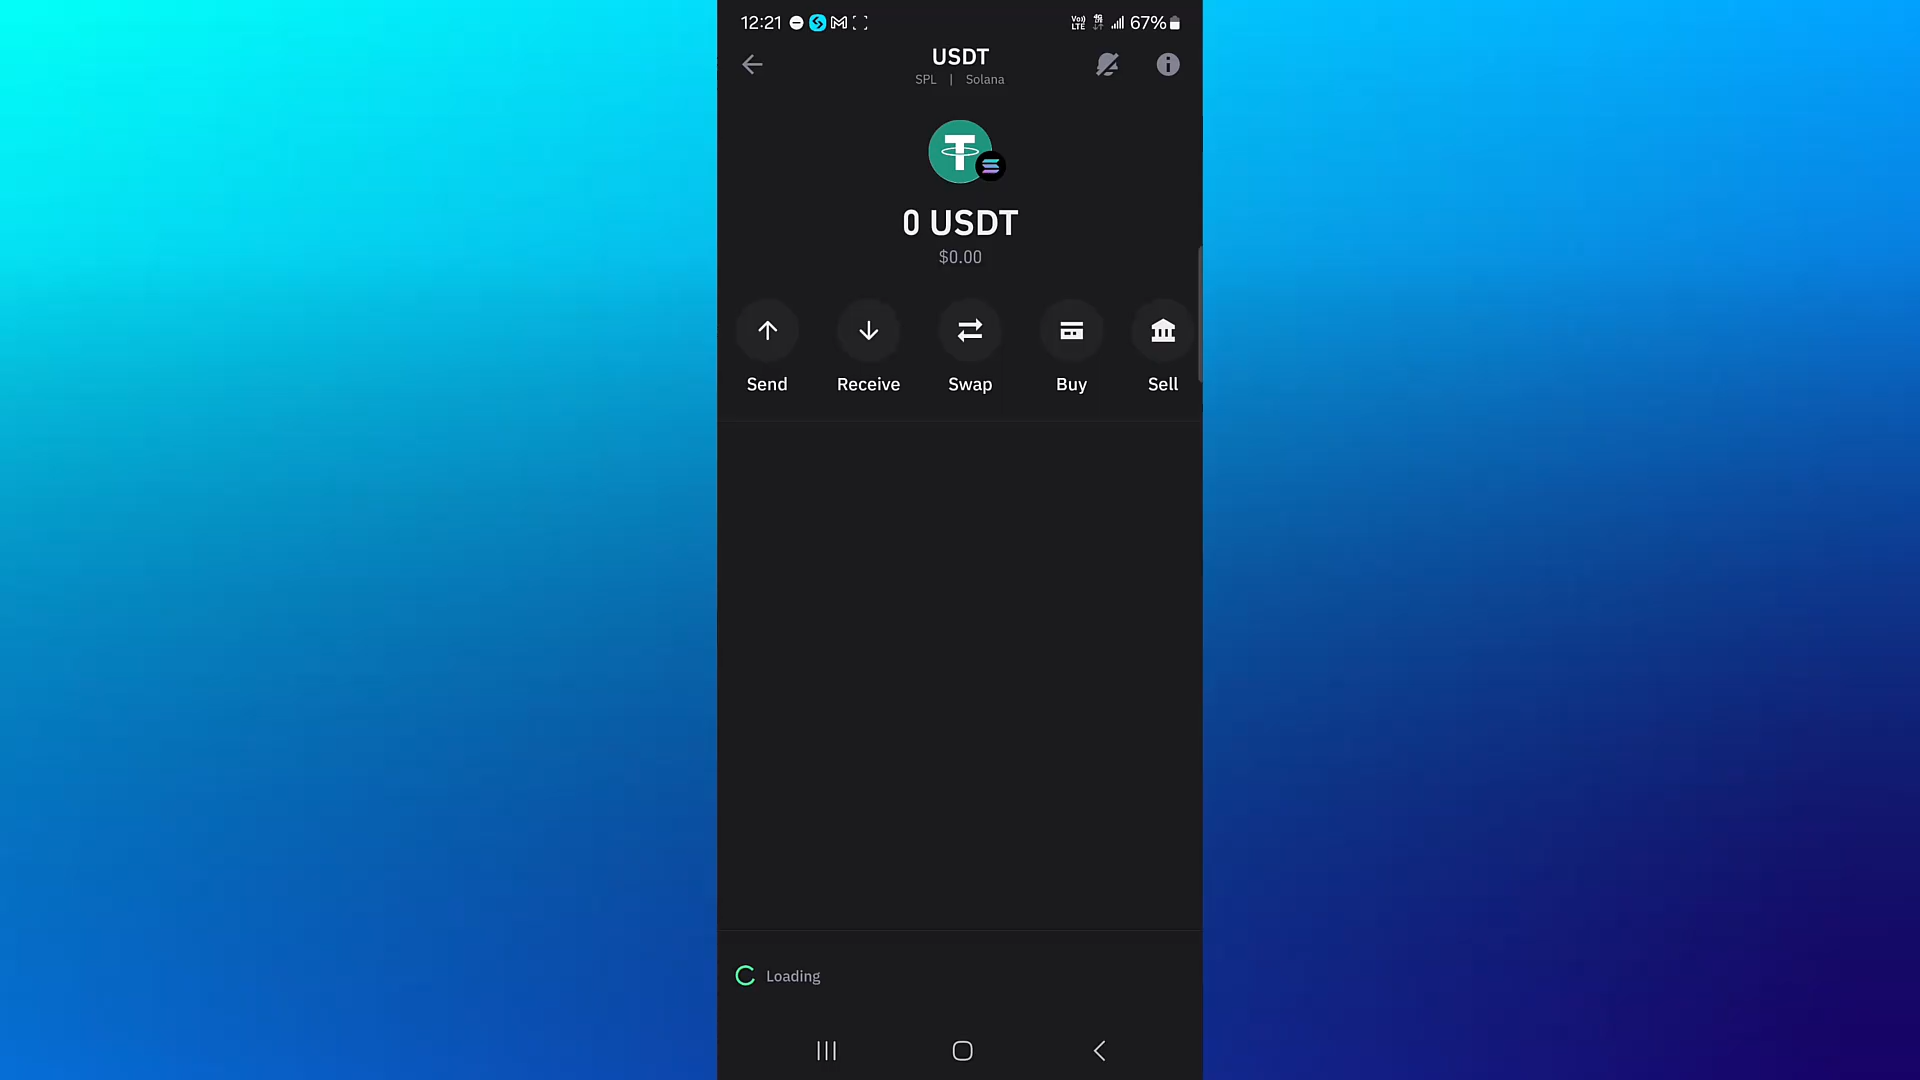 12:21 67%
USDT
SPL | Solana
0 USDT
$0.00
Send Receive Swap Buy Sell
Loading